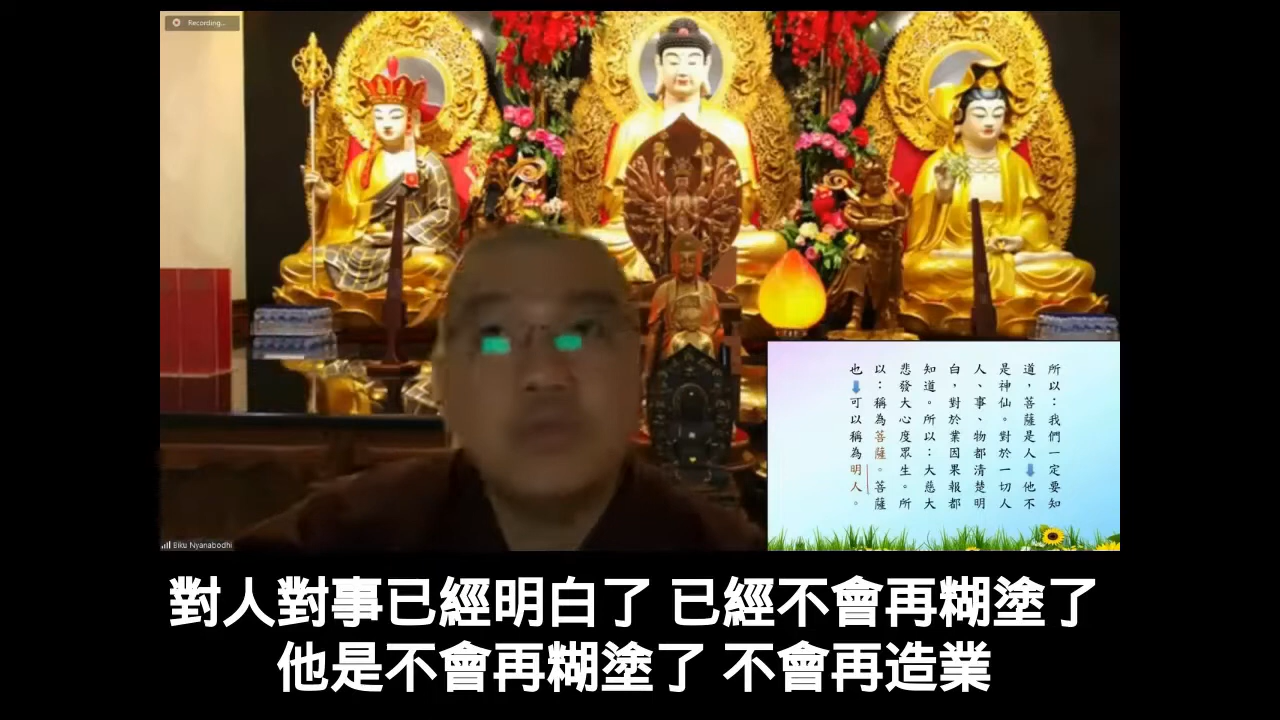 Recording...
所以：我們一定要知
道，菩薩是人他不
是神仙。對於一切人
人、事、物都清楚明
白，對於業因果報都
知道。所以：大慈大
悲發大心度眾生。所
以：稱為菩薩。菩薩
也可以稱為明人。
Eiku Nyanabodhi
對人對事已經明白了 已經不會再糊塗了
他是不會再糊塗了 不會再造業